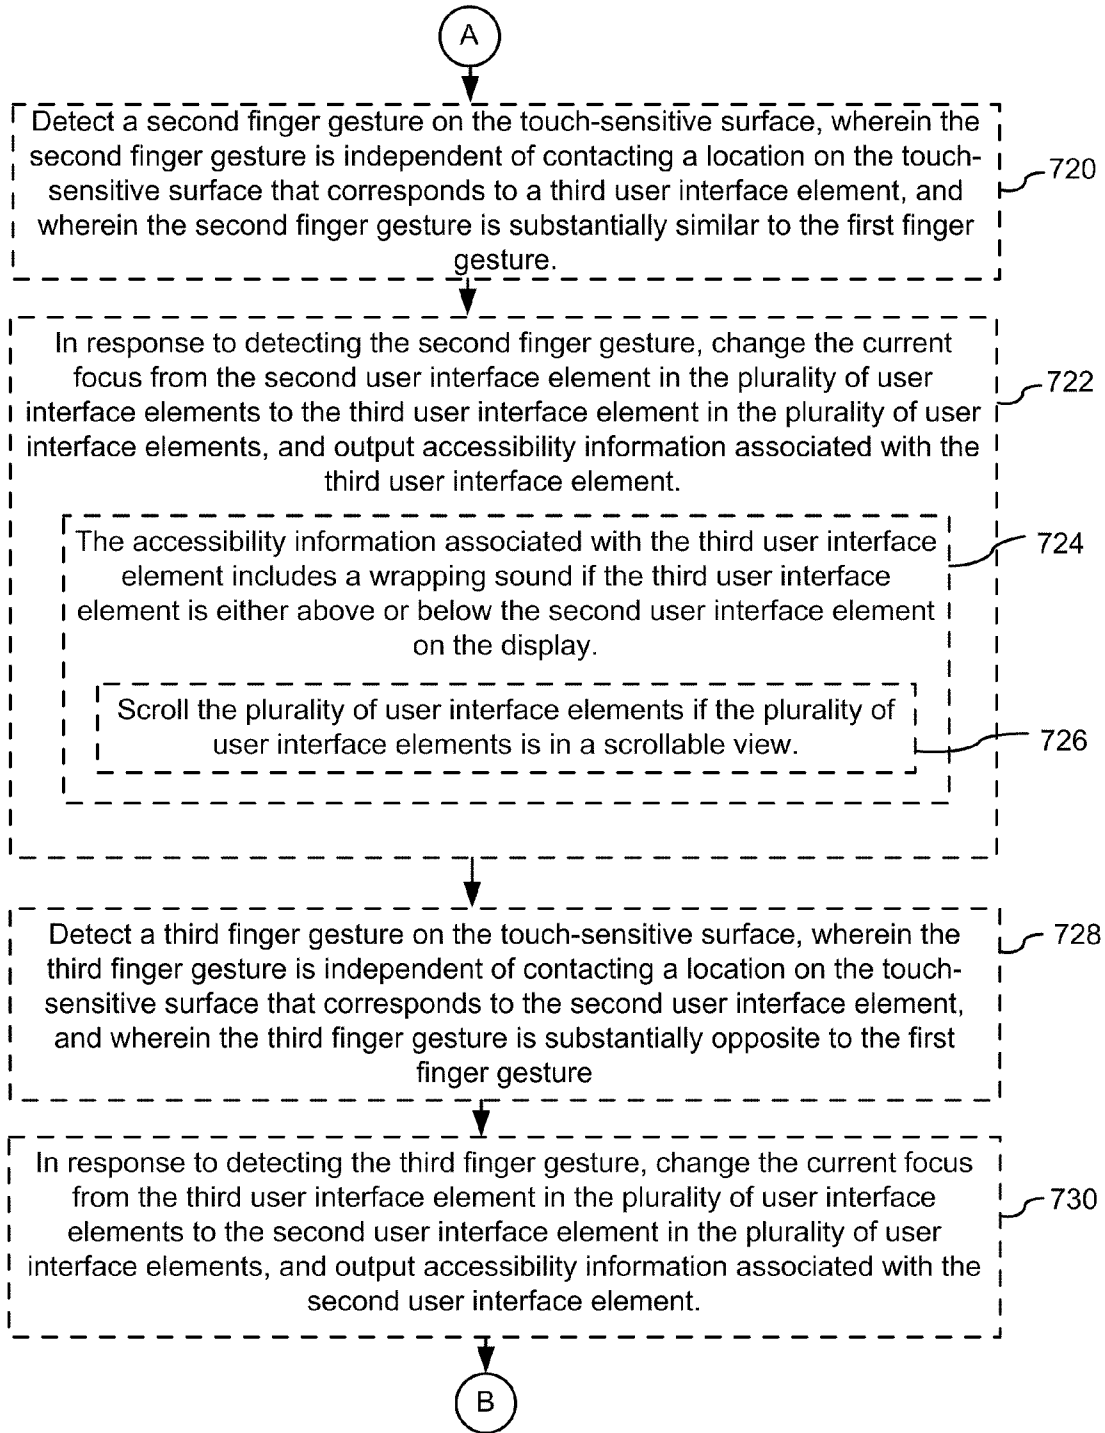 A
Detect a second finger gesture on the touch-sensitive surface, wherein the
second finger gesture is independent of contacting a location on the touch-
sensitive surface that corresponds to a third user interface element, and
wherein the second finger gesture is substantially similar to the first finger
gesture.
720
In response to detecting the second finger gesture, change the current
focus from the second user interface element in the plurality of user
interface elements to the third user interface element in the plurality of user
interface elements, and output accessibility information associated with the
third user interface element.
722
The accessibility information associated with the third user interface
element includes a wrapping sound if the third user interface
element is either above or below the second user interface element
on the display.
724
Scroll the plurality of user interface elements if the plurality of
user interface elements is in a scrollable view.
726
Detect a third finger gesture on the touch-sensitive surface, wherein the
third finger gesture is independent of contacting a location on the touch-
sensitive surface that corresponds to the second user interface element,
and wherein the third finger gesture is substantially opposite to the first
finger gesture
728
In response to detecting the third finger gesture, change the current focus
from the third user interface element in the plurality of user interface
elements to the second user interface element in the plurality of user
interface elements, and output accessibility information associated with the
second user interface element.
730
B